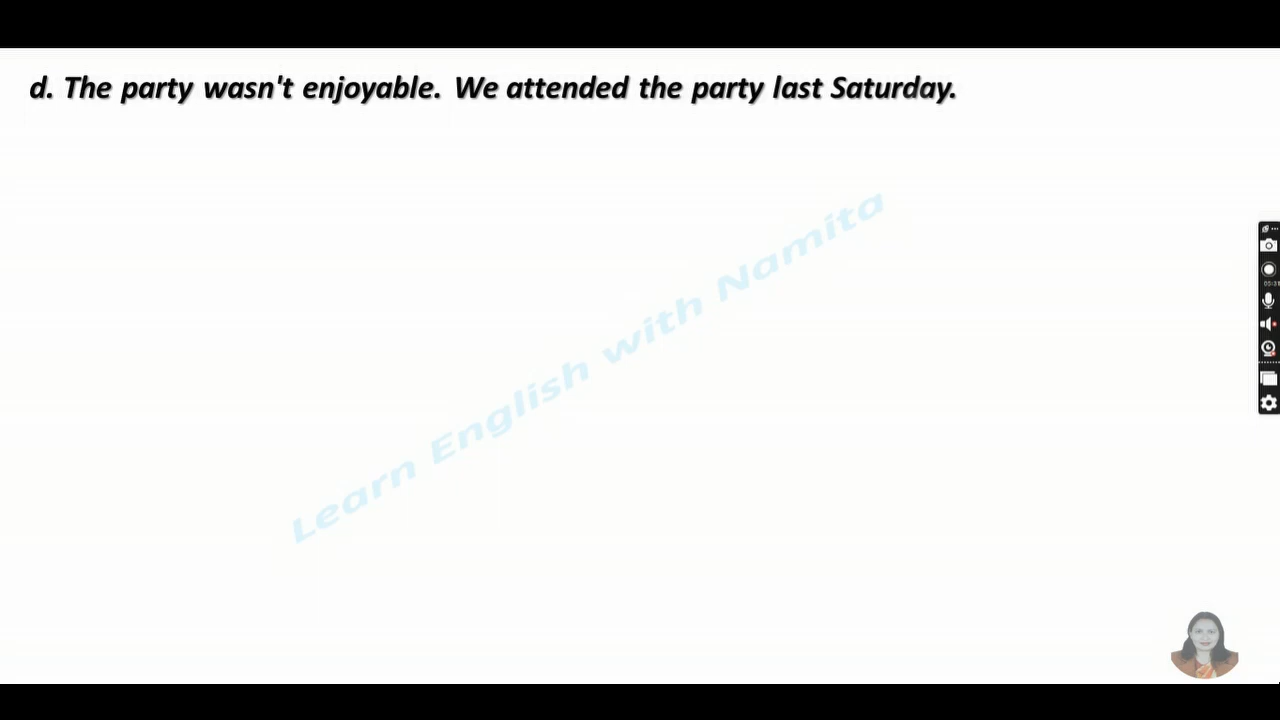 d. The party wasn't enjoyable. We attended the party last Saturday.
Learn English with Namita